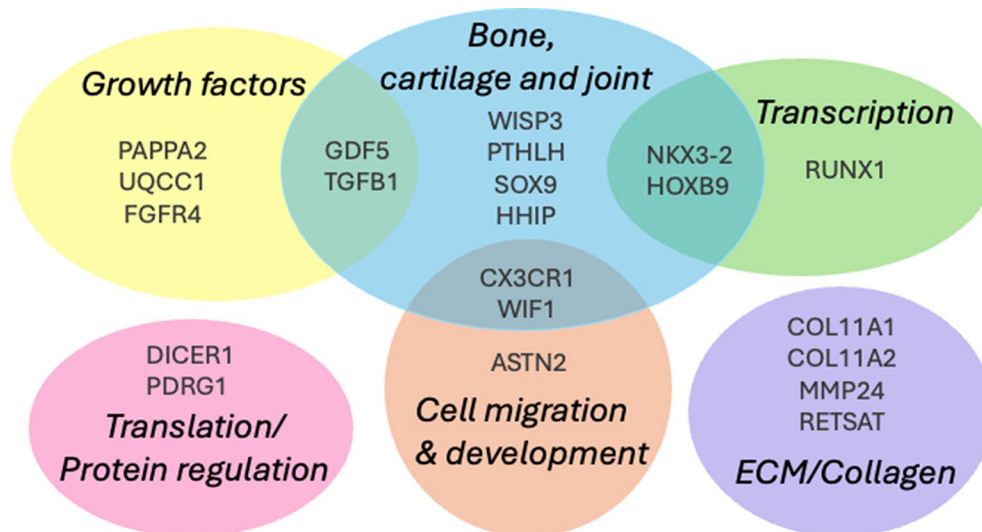 Growth factors
PAPPA2
UQCC1
FGFR4
GDF5
TGFB1
Bone,
cartilage and joint
WISP3
PTHLH
SOX9
HHIP
NKX3-2
HOXB9
Transcription
RUNX1
CX3CR1
WIF1
ASTN2
Cell migration
& development
DICER1
PDRG1
Translation/
Protein regulation
COL11A1
COL11A2
MMP24
RETSAT
ECM/Collagen